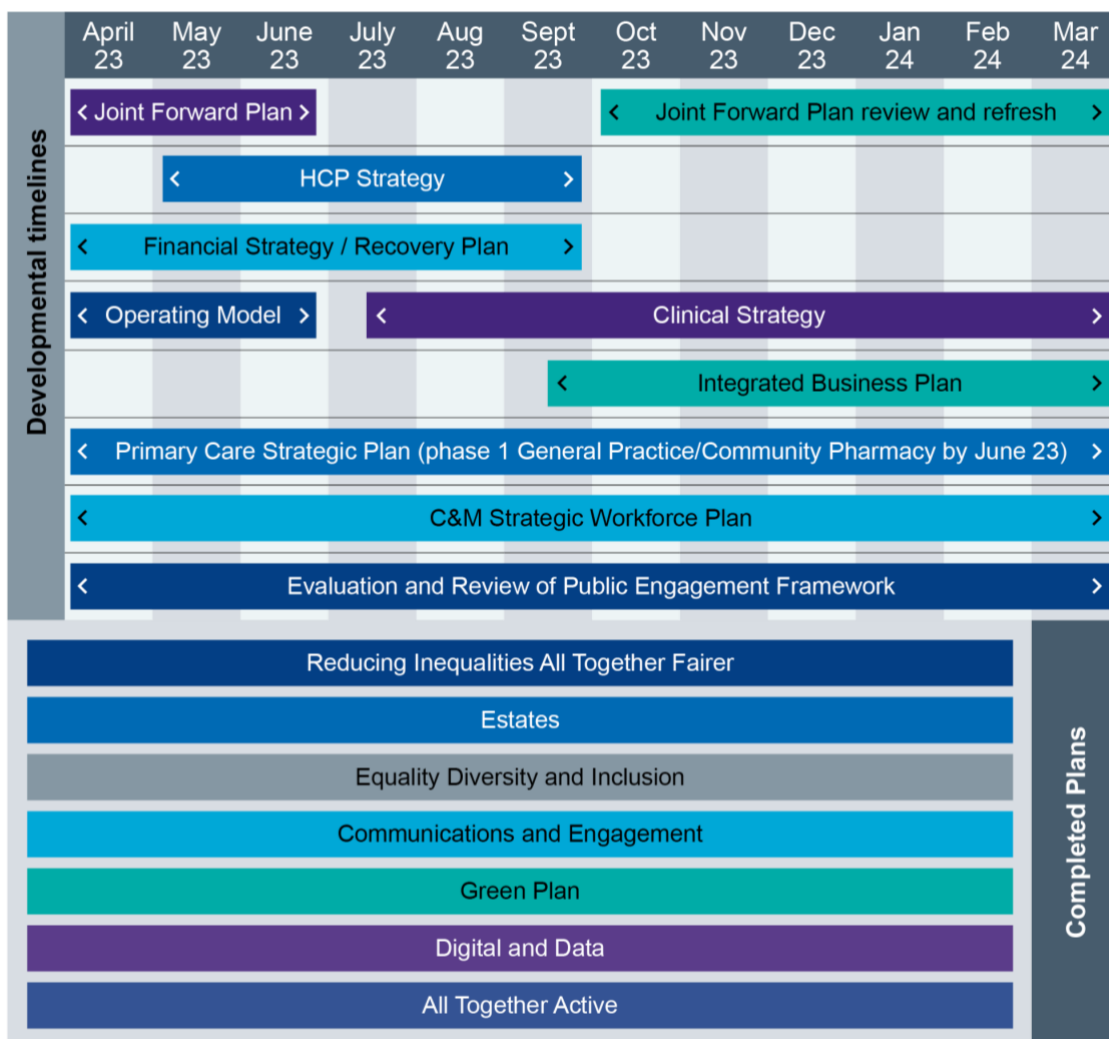 April 23
May 23
June 23
July 23
Aug 23
Sept 23
Oct 23
Nov 23
Dec 23
Jan 24
Feb 24
Mar 24
Developmental timelines
Joint Forward Plan
Joint Forward Plan review and refresh
HCP Strategy
Financial Strategy / Recovery Plan
Operating Model
Clinical Strategy
Integrated Business Plan
Primary Care Strategic Plan (phase 1 General Practice/Community Pharmacy by June 23)
C&M Strategic Workforce Plan
Evaluation and Review of Public Engagement Framework
Reducing Inequalities All Together Fairer
Estates
Equality Diversity and Inclusion
Communications and Engagement
Green Plan
Digital and Data
All Together Active
Completed Plans